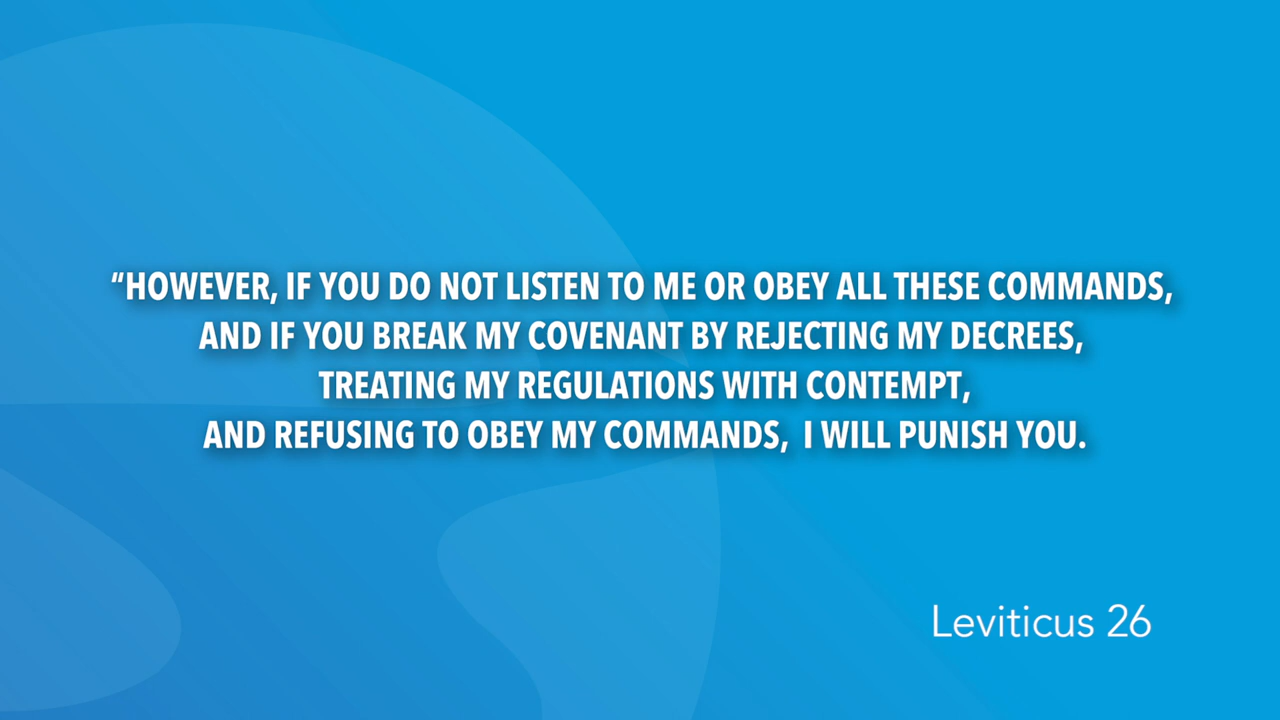 “HOWEVER, IF YOU DO NOT LISTEN TO ME OR OBEY ALL THESE COMMANDS,
AND IF YOU BREAK MY COVENANT BY REJECTING MY DECREES,
TREATING MY REGULATIONS WITH CONTEMPT,
AND REFUSING TO OBEY MY COMMANDS,  I WILL PUNISH YOU.
Leviticus 26